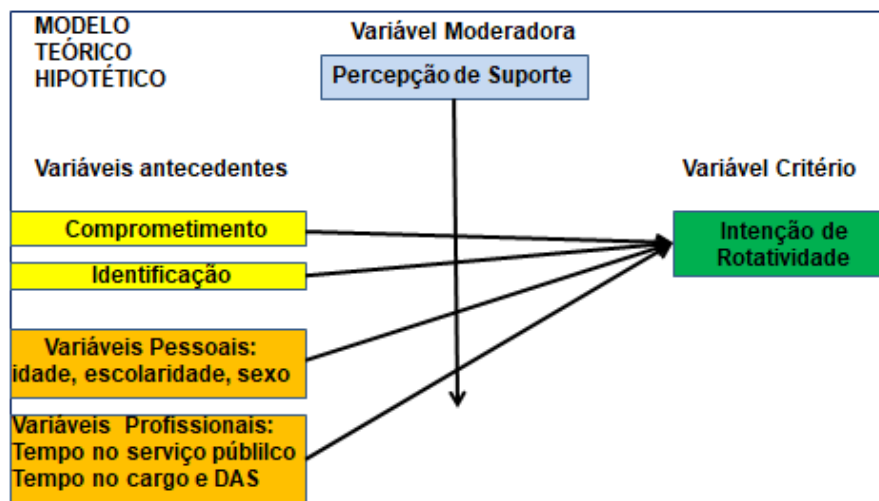 MODELO
TEÓRICO
HIPOTÉTICO
Variável Moderadora
Percepção de Suporte
Variáveis antecedentes
Variável Critério
Comprometimento
Identificação
Intenção de
Rotatividade
Variáveis Pessoais:
idade, escolaridade, sexo
Variáveis Profissionais:
Tempo no serviço públilco
Tempo no cargo e DAS